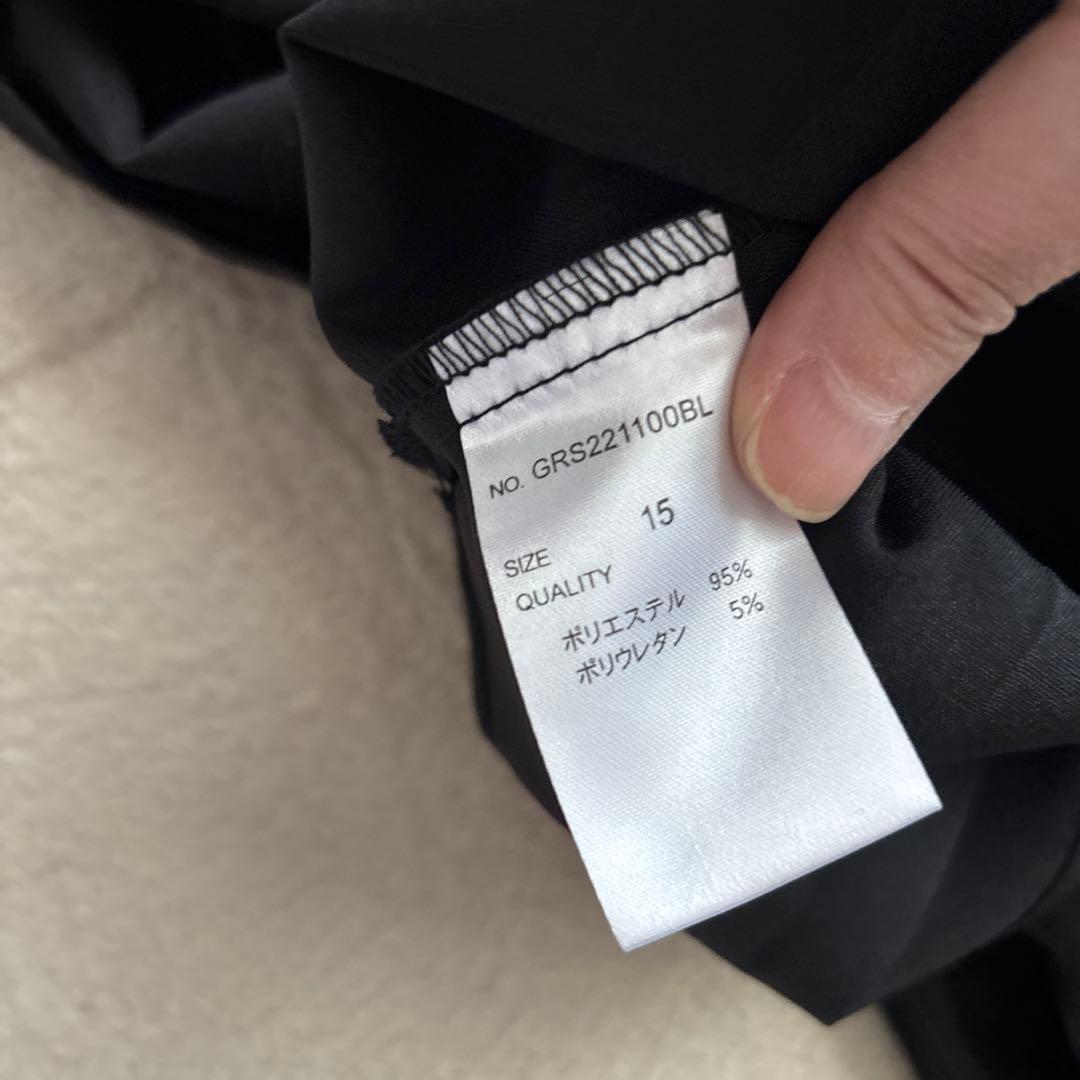 NO. GRS221100BL
SIZE 15
QUALITY
ポリエステル 95%
ポリウレタン 5%